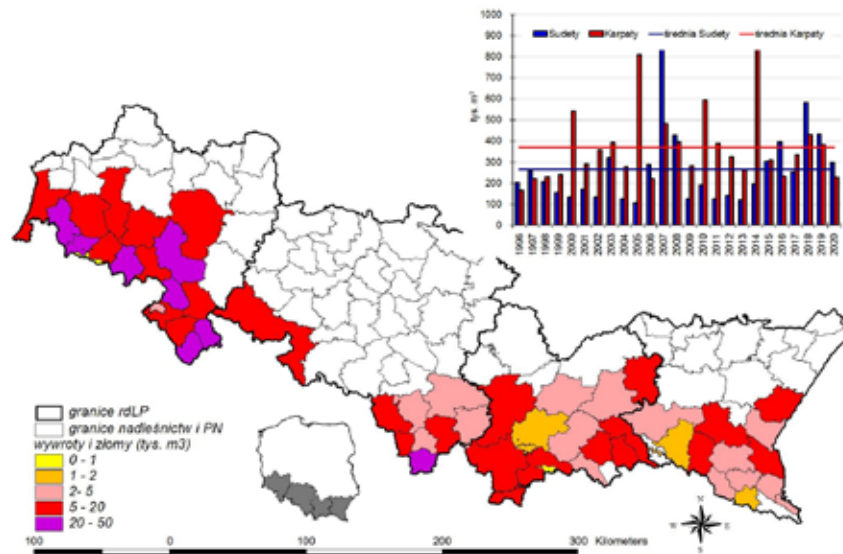 1000
900
800
700
600
500
400
300
200
100
0
tys. m³
Sudety Karpaty średnia Sudety średnia Karpaty
1996 1997 1998 1999 2000 2001 2002 2003 2004 2005 2006 2007 2008 2009 2010 2011 2012 2013 2014 2015 2016 2017 2018 2019 2020
granice rdLP
granice nadleśnictw i PN
wywroty i złomy (tys. m3)
0 - 1
1 - 2
2- 5
5 - 20
20 - 50
N
W E
S
100 0 100 200 300 Kilometers